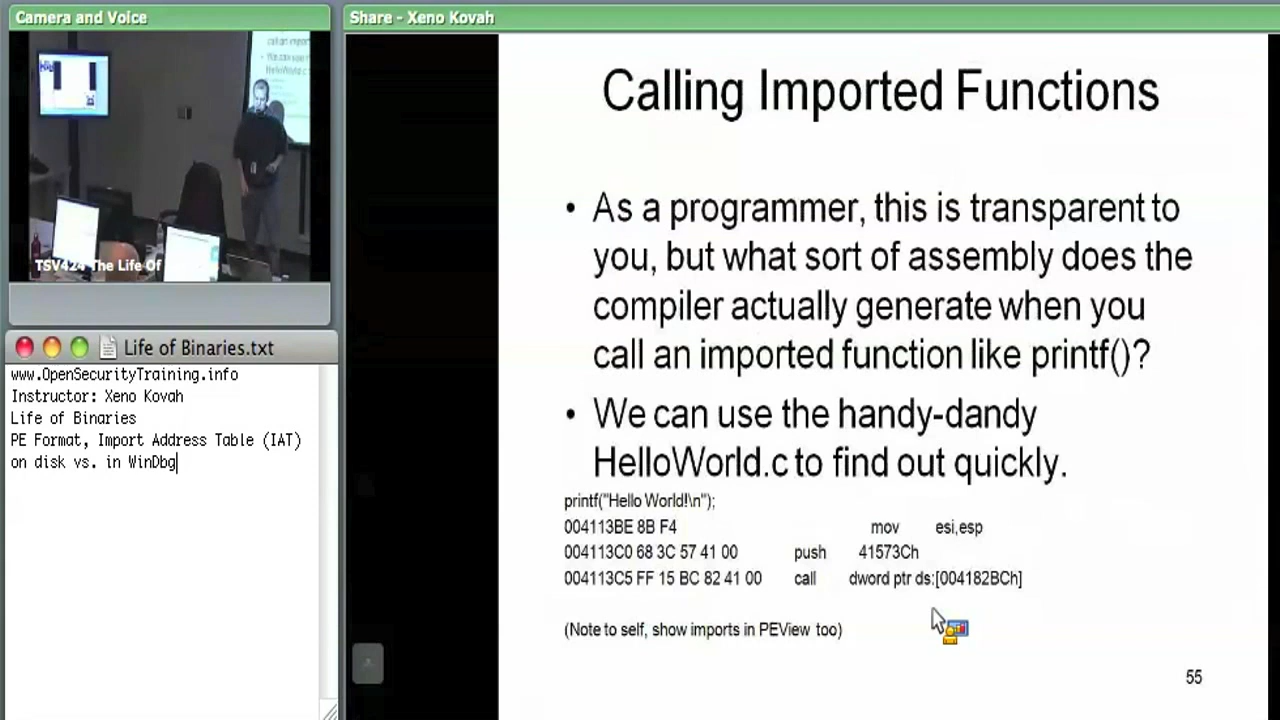 Camera and Voice
TSV424 The Life Of
Life of Binaries.txt
www.OpenSecurityTraining.info
Instructor: Xeno Kovah
Life of Binaries
PE Format, Import Address Table (IAT)
on disk vs. in WinDbg
Share - Xeno Kovah
Calling Imported Functions
• As a programmer, this is transparent to
you, but what sort of assembly does the
compiler actually generate when you
call an imported function like printf()?
• We can use the handy-dandy
HelloWorld.c to find out quickly.
printf("Hello World!\n");
004113BE 8B F4 mov esi,esp
004113C0 68 3C 57 41 00 push 41573Ch
004113C5 FF 15 BC 82 41 00 call dword ptr ds:[004182BCh]
(Note to self, show imports in PEView too)
55